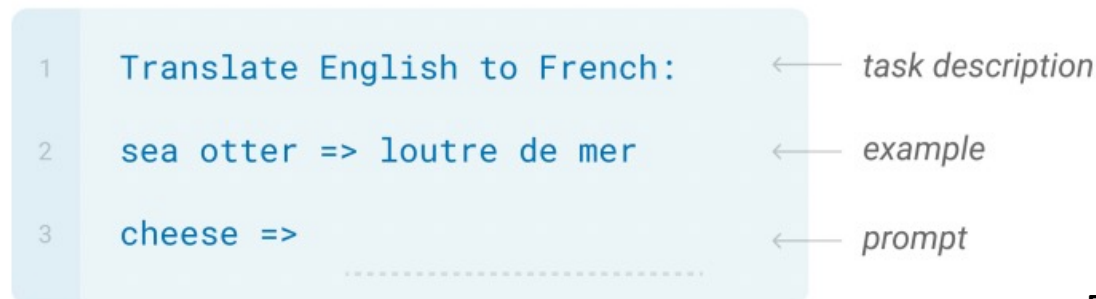 1 Translate English to French: ← task description
2 sea otter => loutre de mer ← example
3 cheese => ← prompt